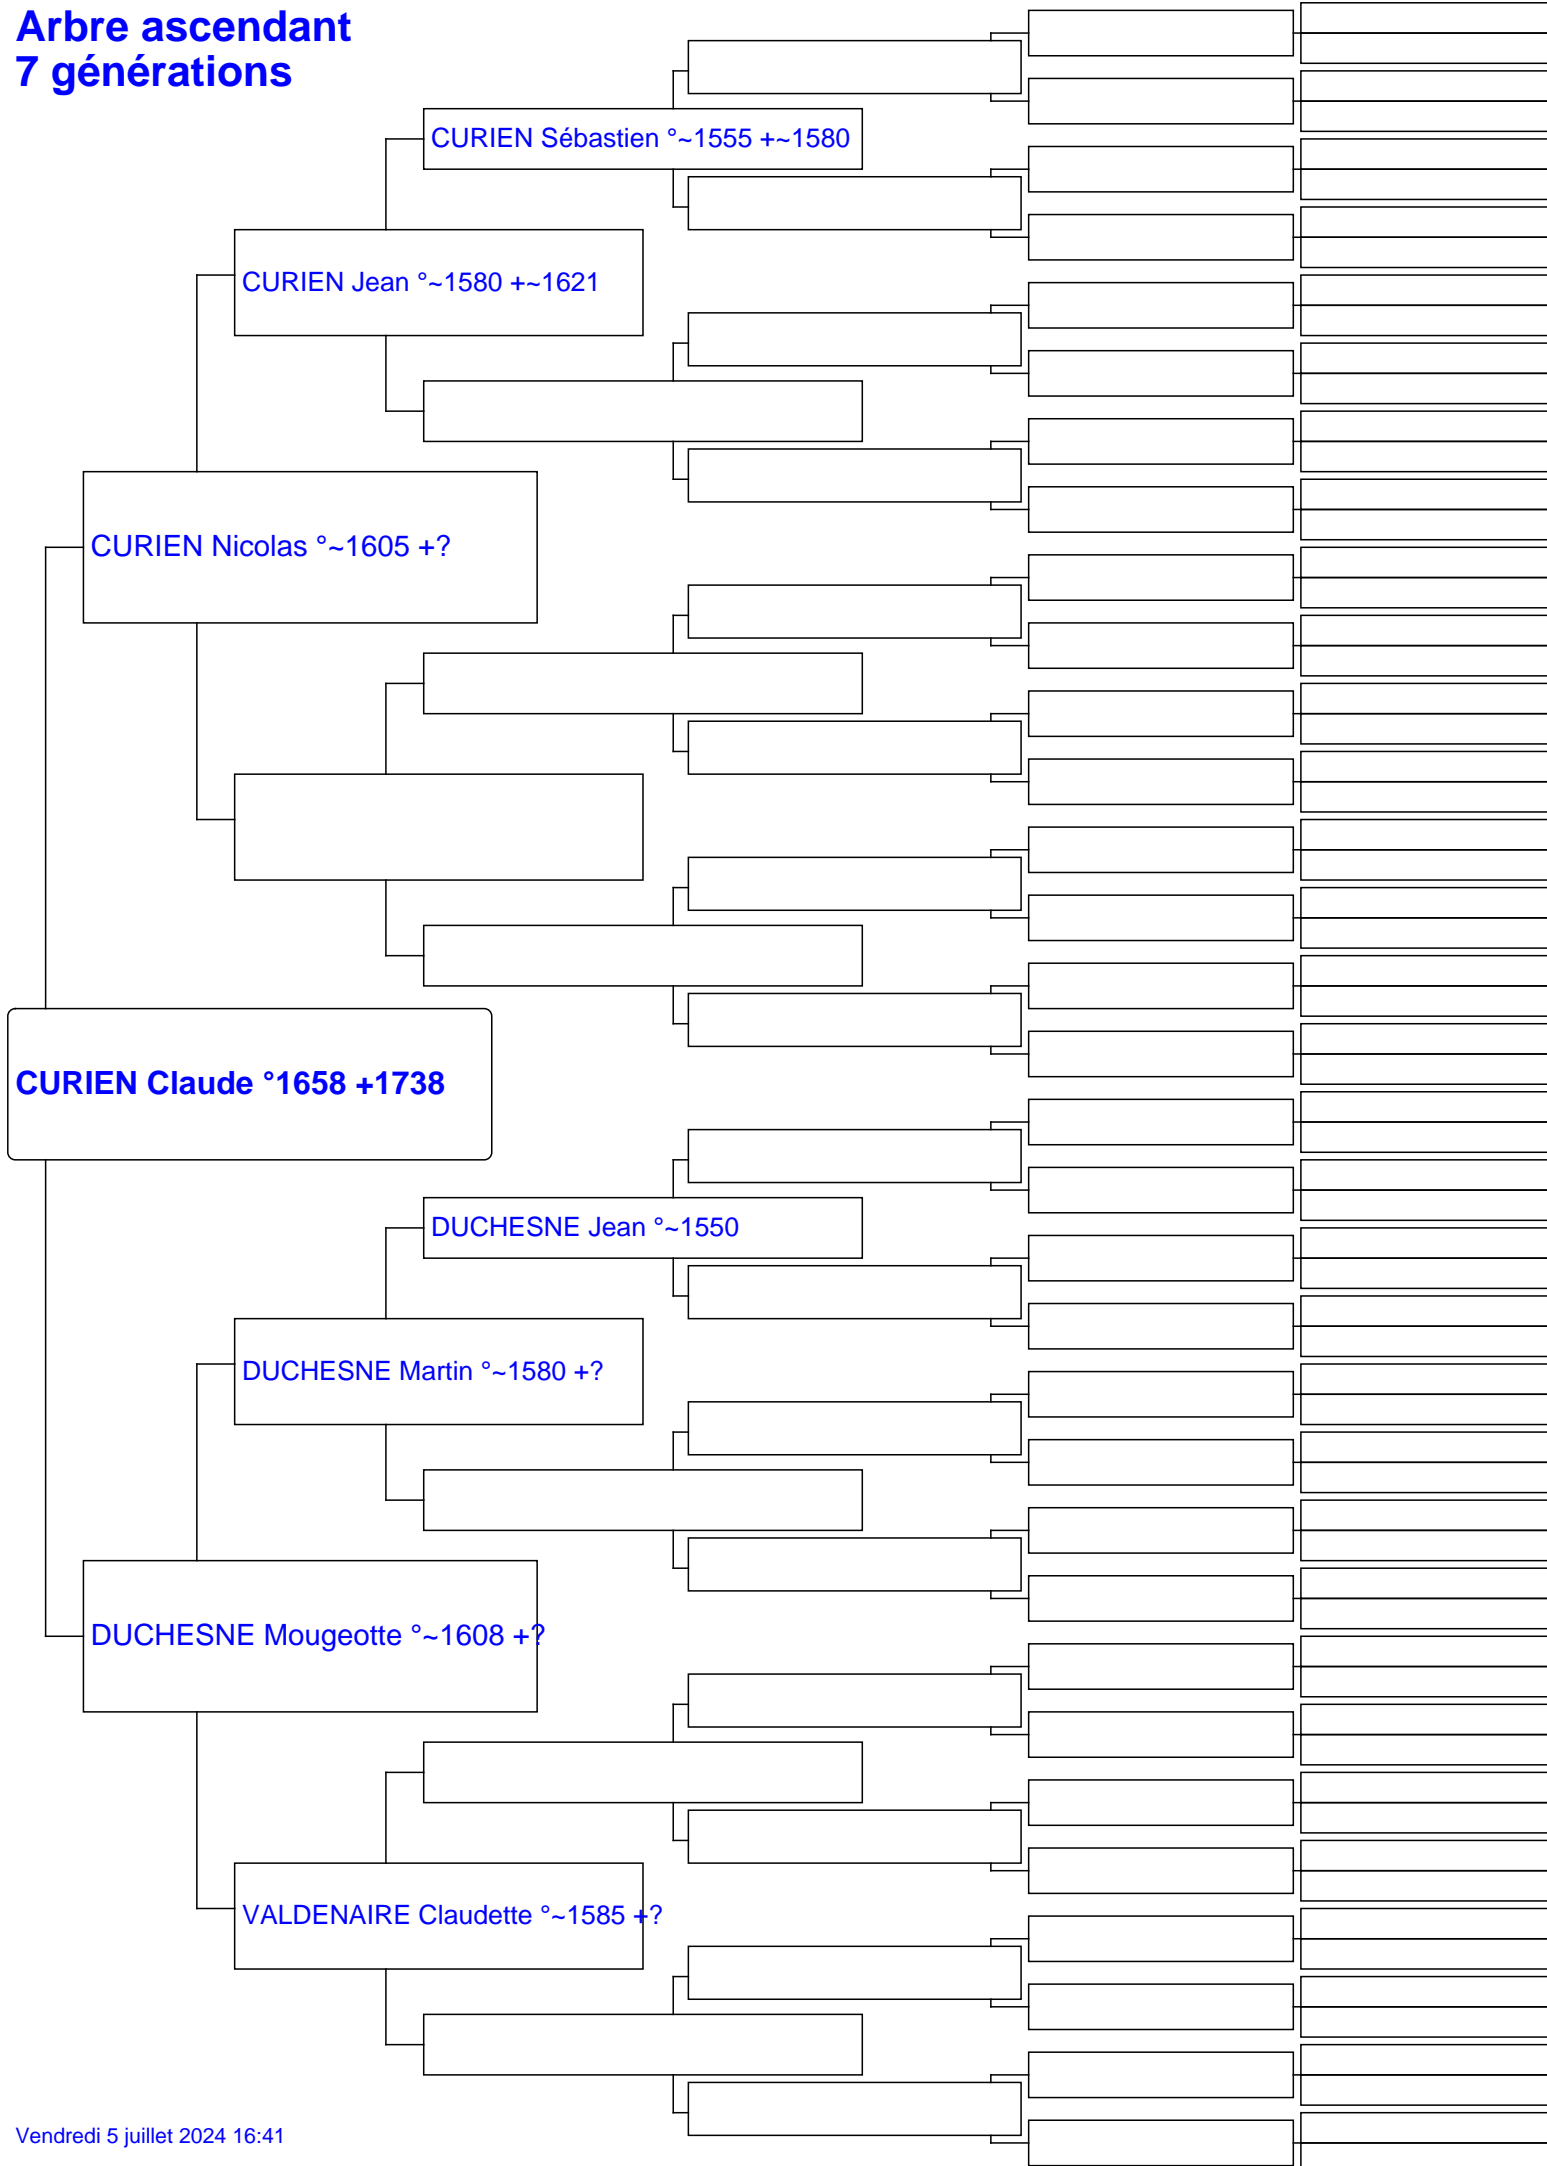 Arbre ascendant
7 générations
CURIEN Sébastien °~1555 +~1580
CURIEN Jean °~1580 +~1621
CURIEN Nicolas °~1605 +?
CURIEN Claude °1658 +1738
DUCHESNE Jean °~1550
DUCHESNE Martin °~1580 +?
DUCHESNE Mougeotte °~1608 +?
VALDENAIRE Claudette °~1585 +?
Vendredi 5 juillet 2024 16:41